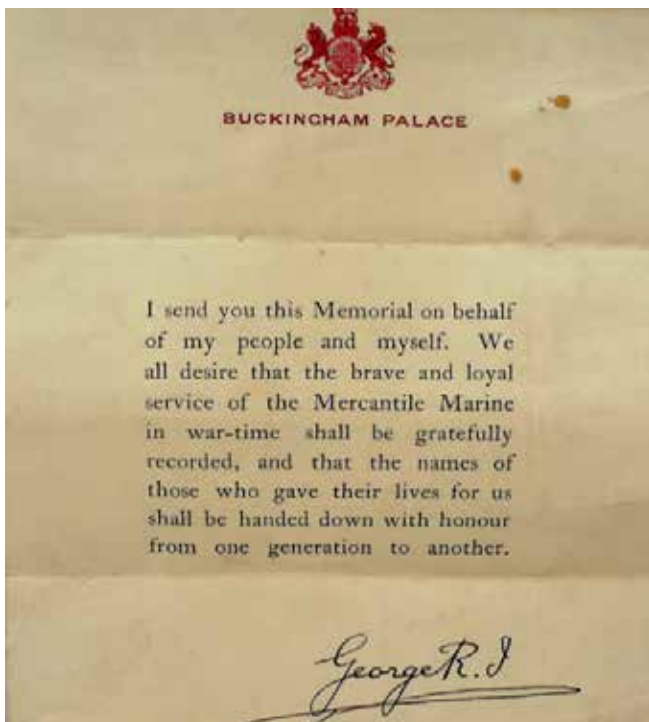 BUCKINGHAM PALACE
I send you this Memorial on behalf
of my people and myself. We
all desire that the brave and loyal
service of the Mercantile Marine
in war-time shall be gratefully
recorded, and that the names of
those who gave their lives for us
shall be handed down with honour
from one generation to another.
George R. I